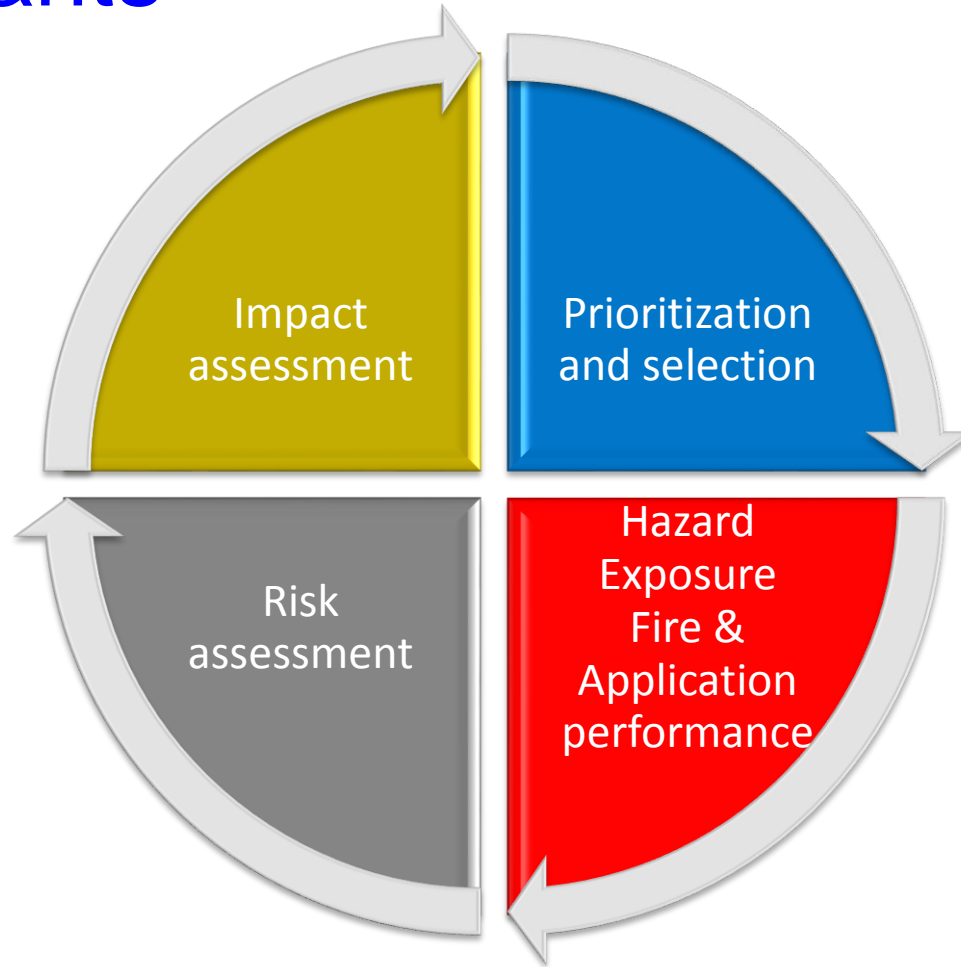 Impact
assessment
Prioritization
and selection
Risk
assessment
Hazard
Exposure
Fire &
Application
performance